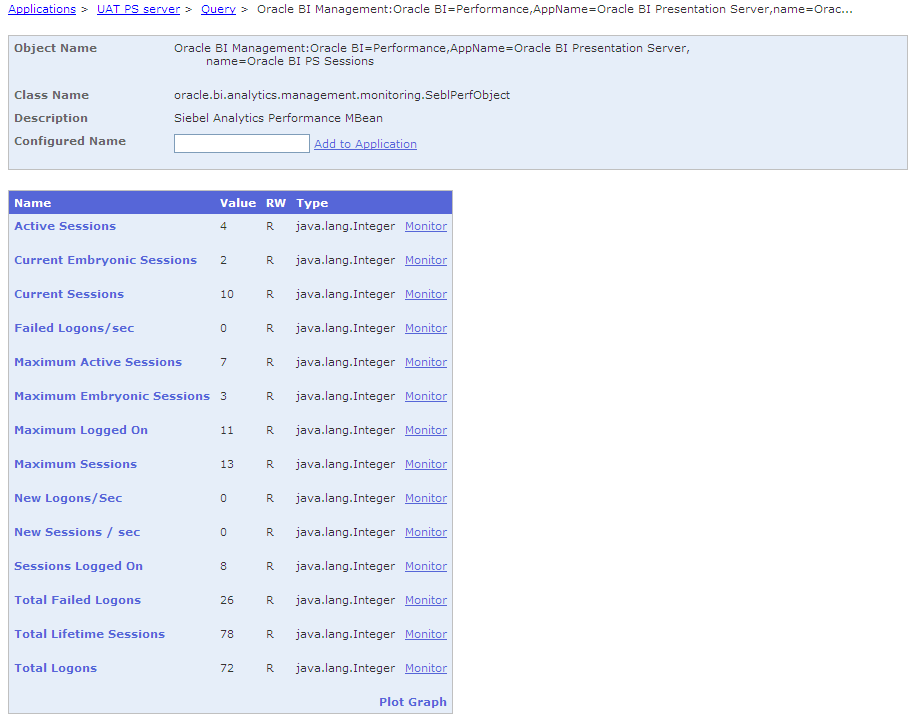 Applications > UAT PS server > Query > Oracle BI Management:Oracle BI=Performance,AppName=Oracle BI Presentation Server,name=Orac...
Object Name Oracle BI Management:Oracle BI=Performance,AppName=Oracle BI Presentation Server,
name=Oracle BI PS Sessions
Class Name oracle.bi.analytics.management.monitoring.SeblPerfObject
Description Siebel Analytics Performance MBean
Configured Name Add to Application
Name Value RW Type
Active Sessions 4 R java.lang.Integer Monitor
Current Embryonic Sessions 2 R java.lang.Integer Monitor
Current Sessions 10 R java.lang.Integer Monitor
Failed Logons/sec 0 R java.lang.Integer Monitor
Maximum Active Sessions 7 R java.lang.Integer Monitor
Maximum Embryonic Sessions 3 R java.lang.Integer Monitor
Maximum Logged On 11 R java.lang.Integer Monitor
Maximum Sessions 13 R java.lang.Integer Monitor
New Logons/Sec 0 R java.lang.Integer Monitor
New Sessions / sec 0 R java.lang.Integer Monitor
Sessions Logged On 8 R java.lang.Integer Monitor
Total Failed Logons 26 R java.lang.Integer Monitor
Total Lifetime Sessions 78 R java.lang.Integer Monitor
Total Logons 72 R java.lang.Integer Monitor
Plot Graph